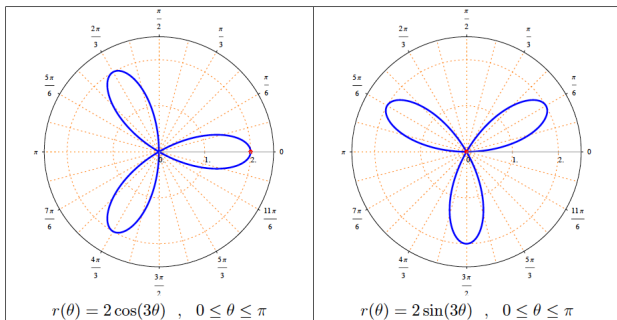 π/2
2π/3
π/3
5π/6
π/6
π
0
0.
1.
2.
7π/6
11π/6
4π/3
5π/3
3π/2
r(θ) = 2 cos(3θ) , 0 ≤ θ ≤ π
π/2
2π/3
π/3
5π/6
π/6
π
0
0.
1.
2.
7π/6
11π/6
4π/3
5π/3
3π/2
r(θ) = 2 sin(3θ) , 0 ≤ θ ≤ π